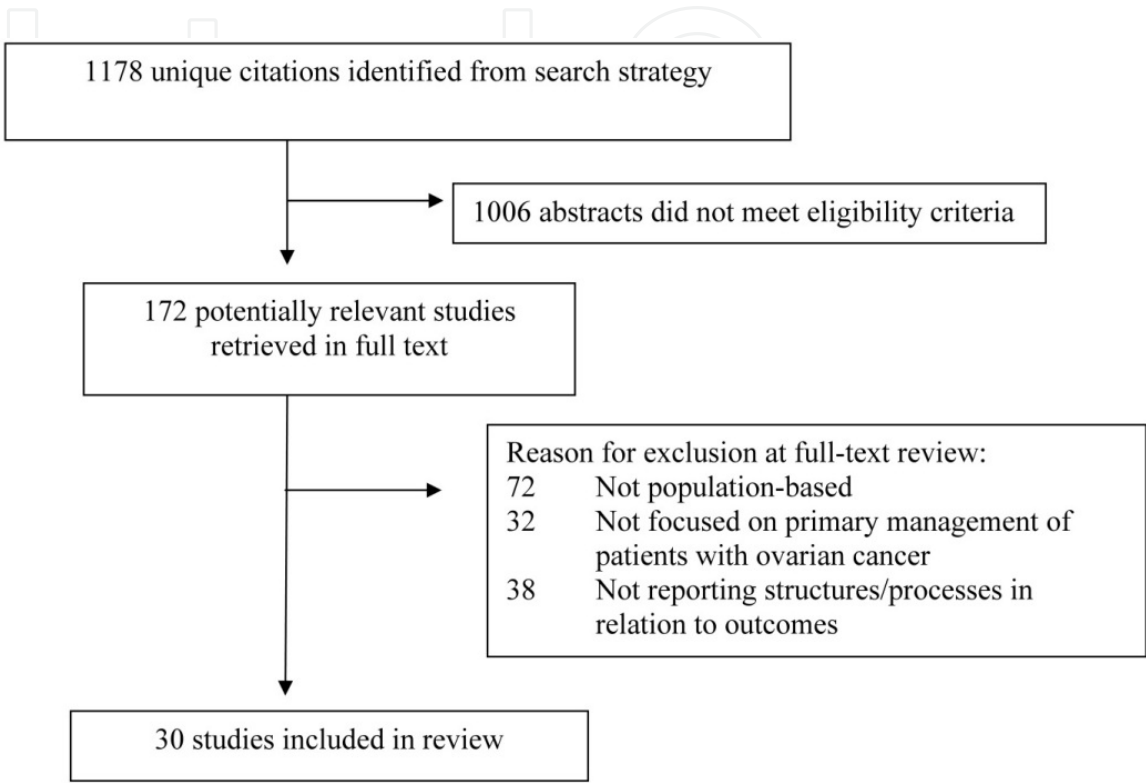 1178 unique citations identified from search strategy
1006 abstracts did not meet eligibility criteria
172 potentially relevant studies
retrieved in full text
Reason for exclusion at full-text review:
72 Not population-based
32 Not focused on primary management of
patients with ovarian cancer
38 Not reporting structures/processes in
relation to outcomes
30 studies included in review